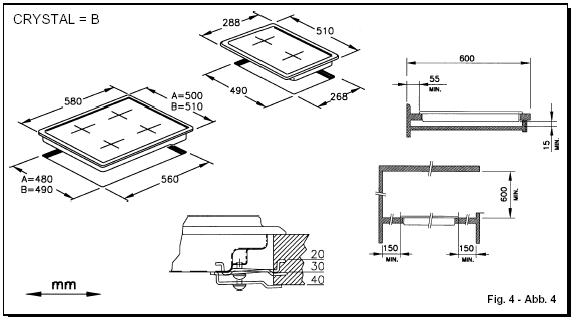 CRYSTAL = B
288
510
490
268
580
A=500
B=510
A=480
B=490
560
600
55
MIN.
15
MIN.
600
MIN.
150
MIN.
150
MIN.
20
30
40
mm
Fig. 4 - Abb. 4